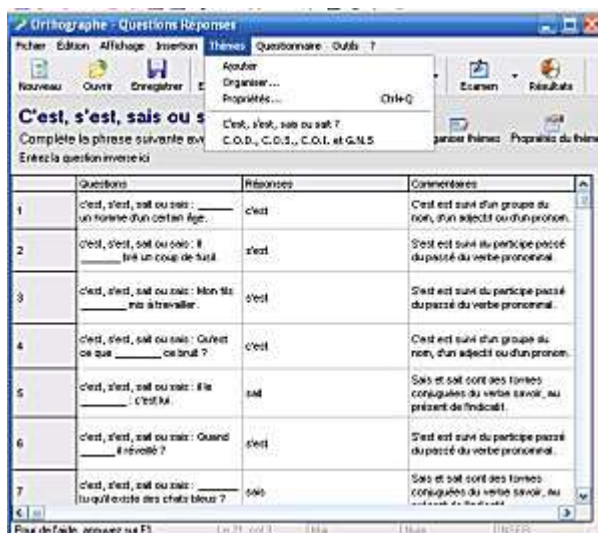 Orthographe - Questions Réponses
Fichier Édition Affichage Insertion Thèmes Questionnaire Outils ?
Ajouter
Organiser...
Propriétés... Ctrl+Q
C'est, s'est, sais ou sait ?
C.O.D., C.O.S., C.O.I. et G.N.S
Nouveau Ouvrir Enregistrer E Examen Résultats
C'est, s'est, sais ou s
Complète la phrase suivante ave
Organiser thèmes Propriétés du thème
Entrez la question inverse ici
Questions Réponses Commentaires
1 c'est, s'est, sait ou sais : ______ c'est C'est est suivi d'un groupe du
un homme d'un certain âge. nom, d'un adjectif ou d'un pronom.
2 c'est, s'est, sait ou sais : Il s'est S'est est suivi du participe passé
______ tiré un coup de fusil. du passé du verbe pronominal.
3 c'est, s'est, sait ou sais : Mon fils s'est S'est est suivi du participe passé
______ mis à travailler. du passé du verbe pronominal.
4 c'est, s'est, sait ou sais : Qu'est c'est C'est est suivi d'un groupe du
ce que ______ ce bruit ? nom, d'un adjectif ou d'un pronom.
5 c'est, s'est, sait ou sais : Il le sait Sais et sait sont des formes
______ : c'est lui. conjuguées du verbe savoir, au
présent de l'indicatif.
6 c'est, s'est, sait ou sais : Quand s'est S'est est suivi du participe passé
______ il réveillé ? du passé du verbe pronominal.
7 c'est, s'est, sait ou sais : ______ sais Sais et sait sont des formes
tu qu'il existe des chats bleus ? conjuguées du verbe savoir, au
Pour de l'aide, appuyez sur F1